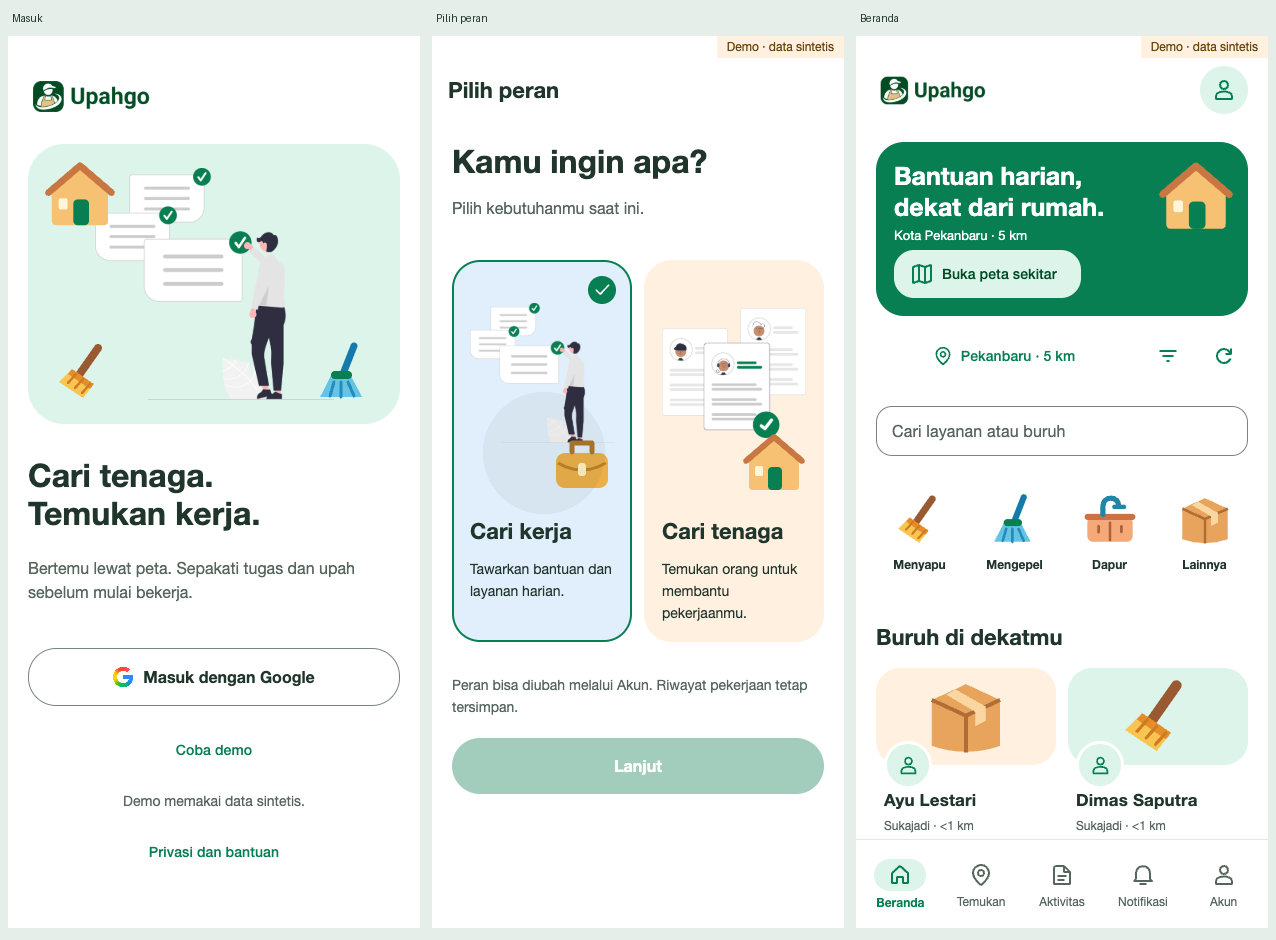 Masuk
Upahgo
Cari tenaga.
Temukan kerja.
Bertemu lewat peta. Sepakati tugas dan upah
sebelum mulai bekerja.
Masuk dengan Google
Coba demo
Demo memakai data sintetis.
Privasi dan bantuan
Pilih peran
Demo · data sintetis
Pilih peran
Kamu ingin apa?
Pilih kebutuhanmu saat ini.
Cari kerja
Tawarkan bantuan dan
layanan harian.
Cari tenaga
Temukan orang untuk
membantu
pekerjaanmu.
Peran bisa diubah melalui Akun. Riwayat pekerjaan tetap
tersimpan.
Lanjut
Beranda
Demo · data sintetis
Upahgo
Bantuan harian,
dekat dari rumah.
Kota Pekanbaru · 5 km
Buka peta sekitar
Pekanbaru · 5 km
Cari layanan atau buruh
Menyapu
Mengepel
Dapur
Lainnya
Buruh di dekatmu
Ayu Lestari
Sukajadi · <1 km
Dimas Saputra
Sukajadi · <1 km
Beranda
Temukan
Aktivitas
Notifikasi
Akun